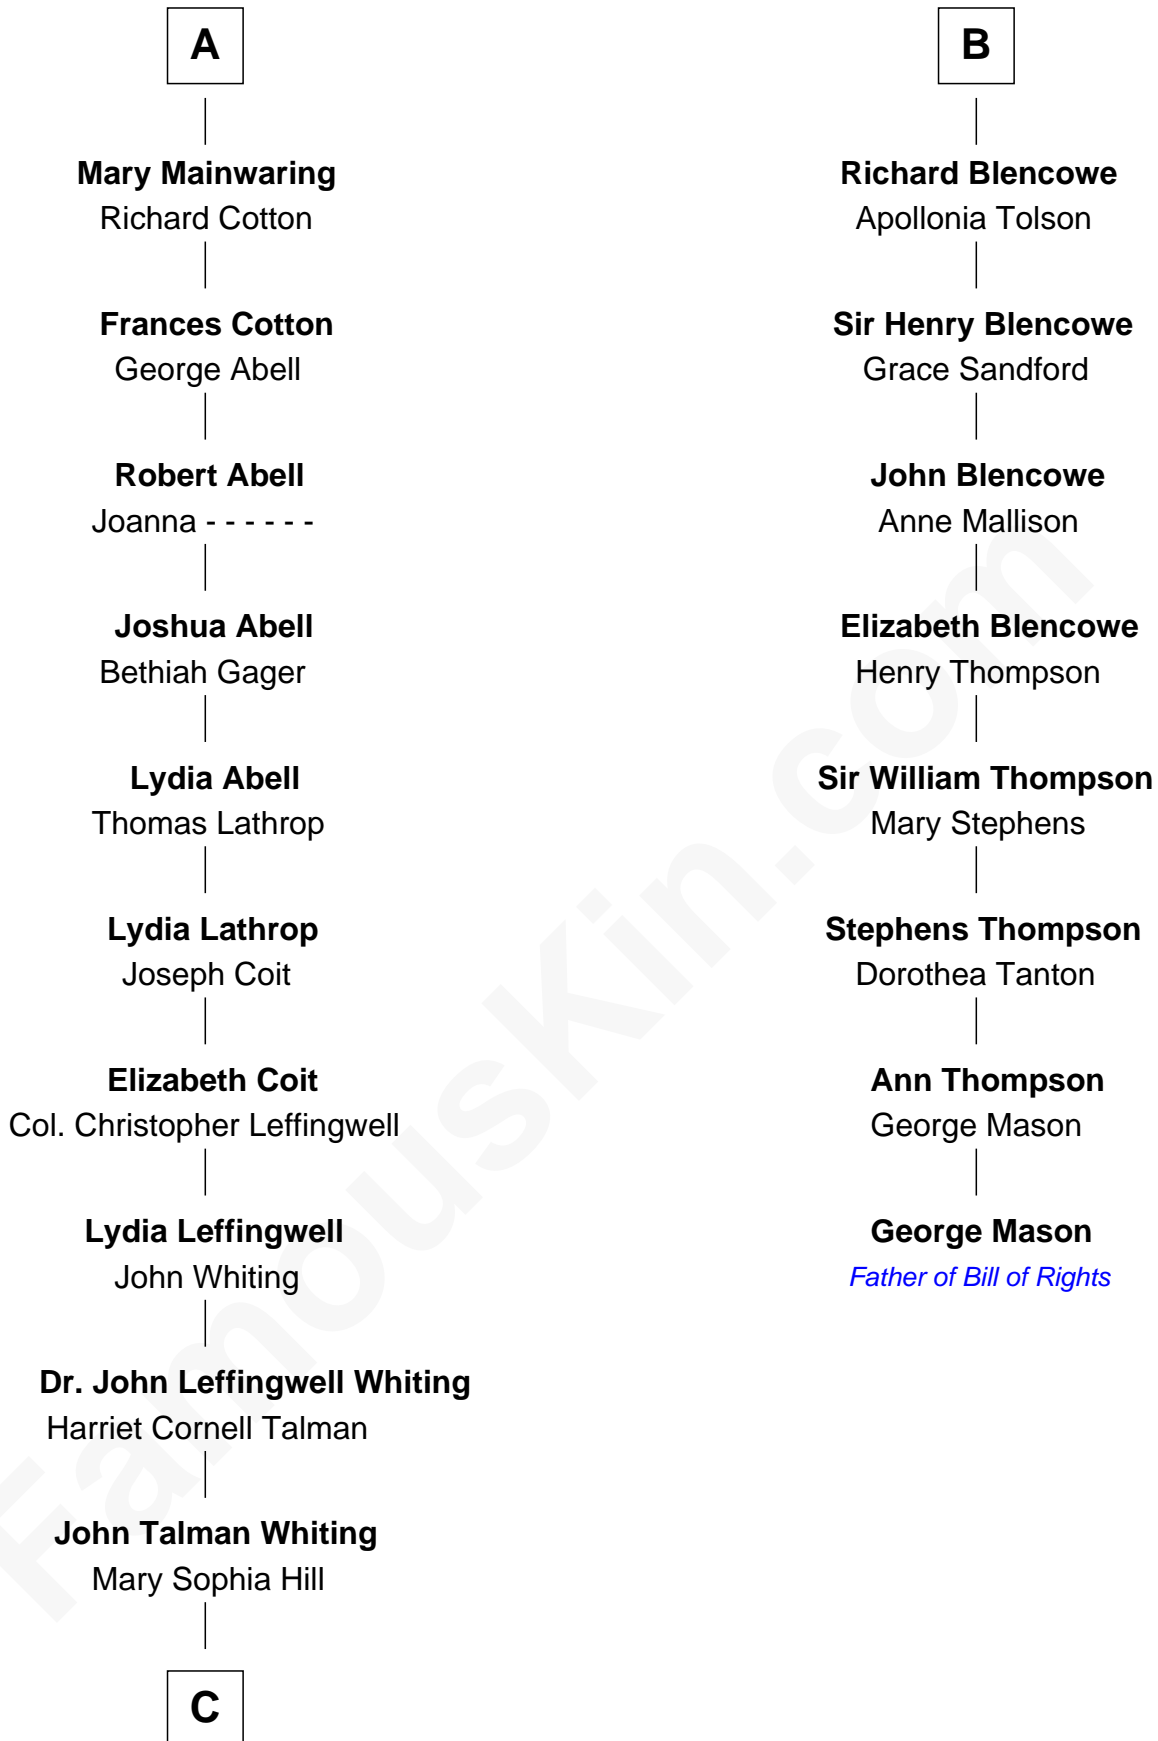 A
Mary Mainwaring
Richard Cotton
Frances Cotton
George Abell
Robert Abell
Joanna - - - - - -
Joshua Abell
Bethiah Gager
Lydia Abell
Thomas Lathrop
Lydia Lathrop
Joseph Coit
Elizabeth Coit
Col. Christopher Leffingwell
Lydia Leffingwell
John Whiting
Dr. John Leffingwell Whiting
Harriet Cornell Talman
John Talman Whiting
Mary Sophia Hill
C
B
Richard Blencowe
Apollonia Tolson
Sir Henry Blencowe
Grace Sandford
John Blencowe
Anne Mallison
Elizabeth Blencowe
Henry Thompson
Sir William Thompson
Mary Stephens
Stephens Thompson
Dorothea Tanton
Ann Thompson
George Mason
George Mason
Father of Bill of Rights
FamousKin.com